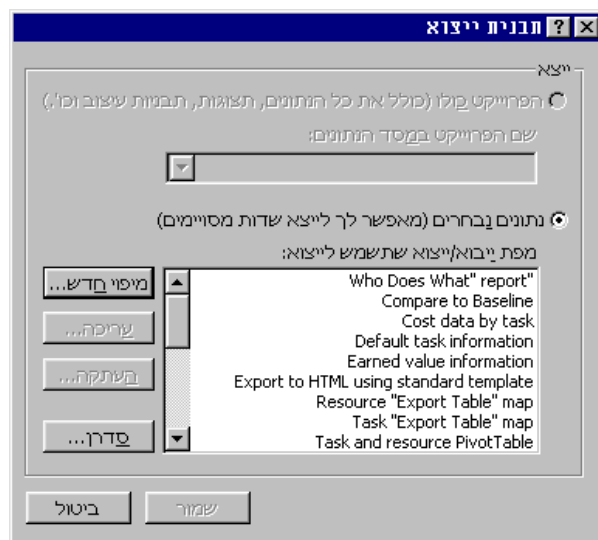 תבנית ייצוא
ייצא
הפרוייקט כולו (כולל את כל הנתונים, תצוגות, תבניות עיצוב וכו'.)
שם הפרוייקט במסד הנתונים:
נתונים נבחרים (מאפשר לך לייצא שדות מסויימים)
מפת ייבוא/ייצוא שתשמש לייצוא:
Who Does What" report"
Compare to Baseline
Cost data by task
Default task information
Earned value information
Export to HTML using standard template
Resource "Export Table" map
Task "Export Table" map
Task and resource PivotTable
מיפוי חדש...
עריכה...
העתקה...
סדרן...
שמור
ביטול